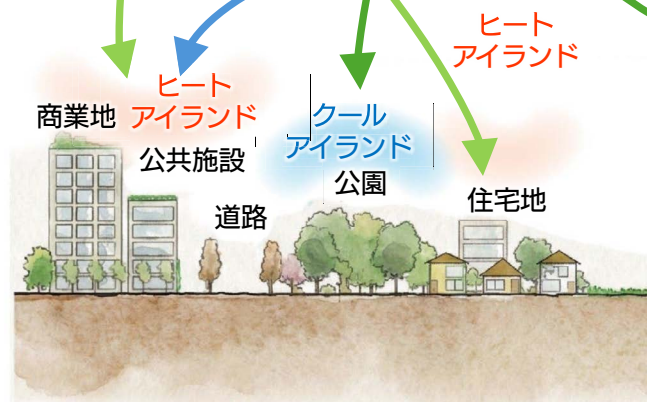 ヒート
アイランド
ヒート
アイランド
商業地
公共施設
道路
クール
アイランド
公園
住宅地